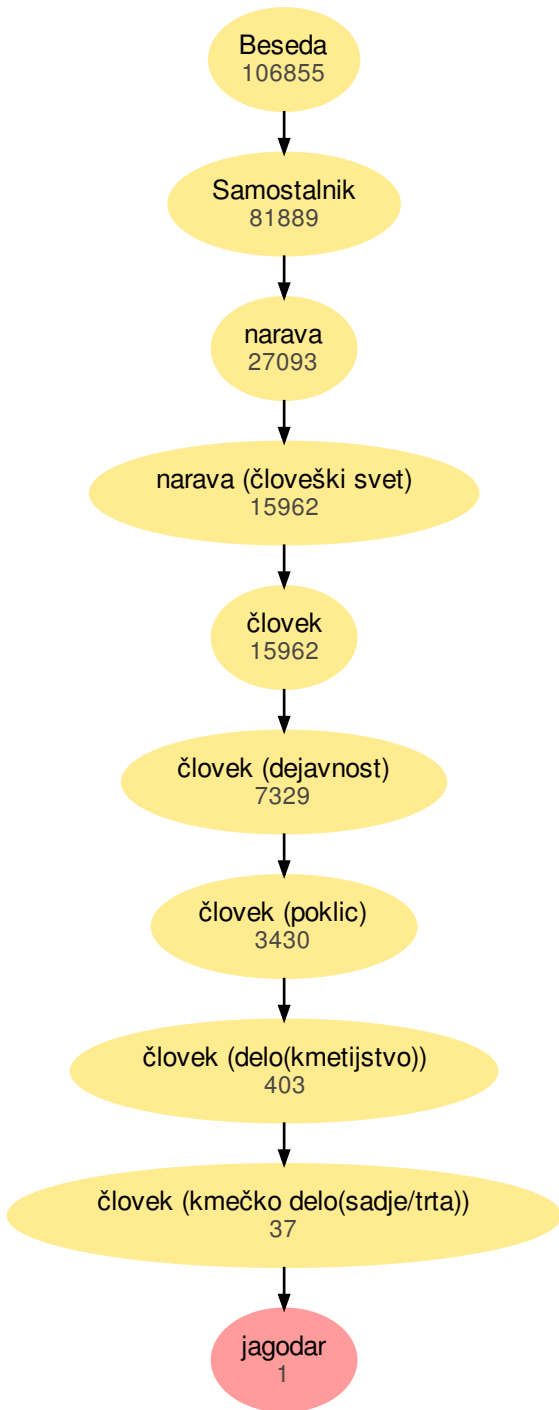 Beseda
106855
Samostalnik
81889
narava
27093
narava (človeški svet)
15962
človek
15962
človek (dejavnost)
7329
človek (poklic)
3430
človek (delo(kmetijstvo))
403
človek (kmečko delo(sadje/trta))
37
jagodar
1